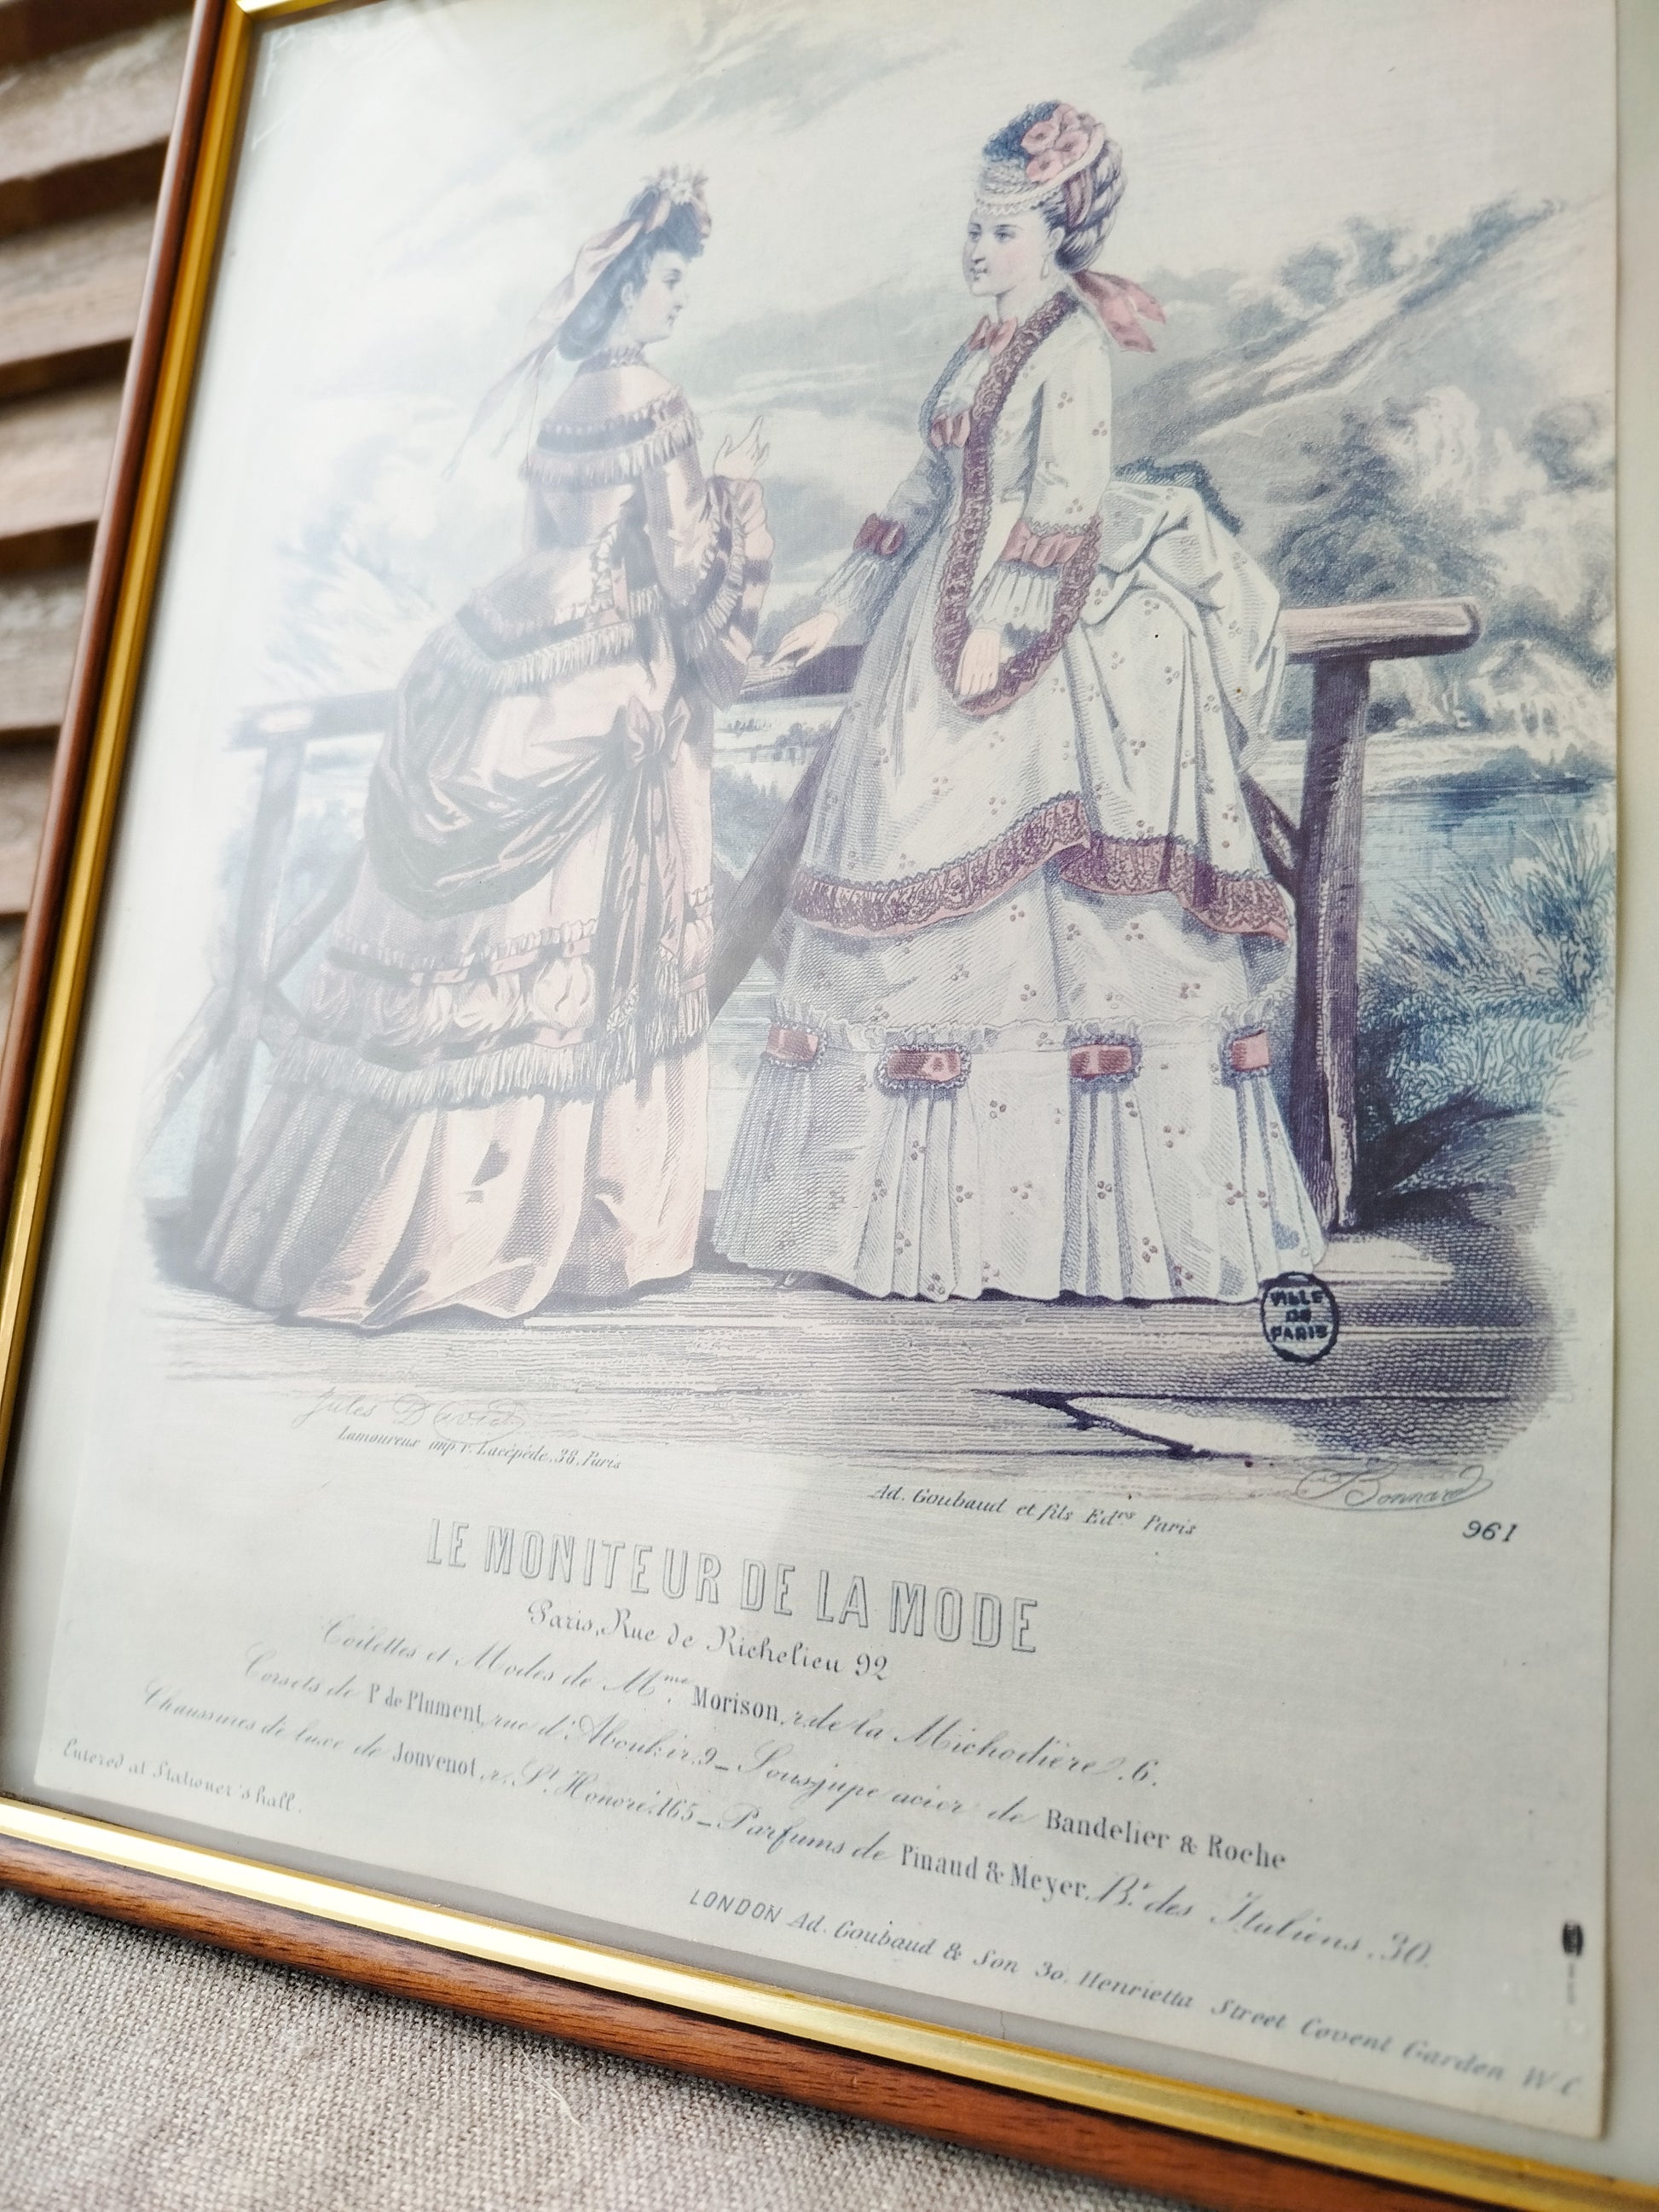 VILLE
DE
PARIS
Jules David
Lamoureux imp r. Lacépède.38.Paris
Ad. Goubaud et fils Edrs Paris
Bonnard
961
LE MONITEUR DE LA MODE
Paris, Rue de Richelieu 92
Toilettes et Modes de Mme. Morison, r. de la Michodière, 6.
Corsets de P. de Plument, rue d'Aboukir. 9_ Sousjupe acier de Bandelier & Roche
Chaussures de luxe de Jouvenot, r. St. Honoré. 165_ Parfums de Pinaud & Meyer. Bt. des Italiens. 30.
Entered at Stationer's hall.
LONDON Ad. Goubaud & Son 30. Henrietta Street Covent Garden W C.